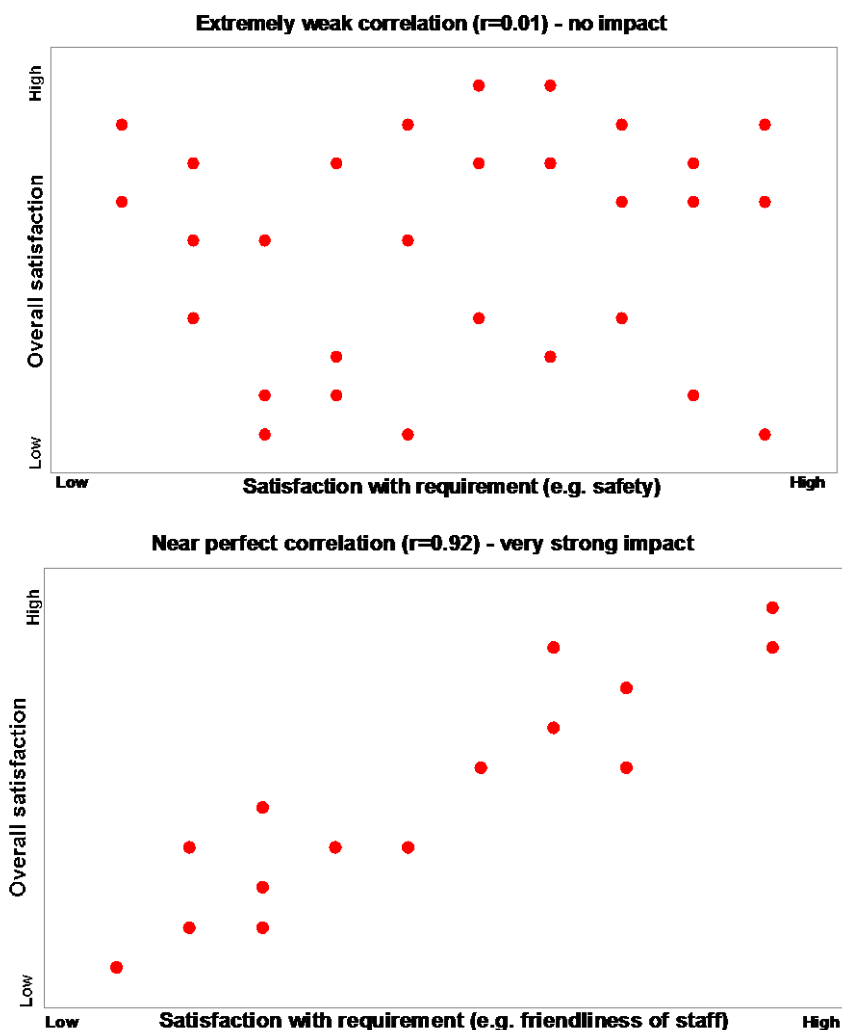 Extremely weak correlation (r=0.01) - no impact
High
Overall satisfaction
Low
Low
Satisfaction with requirement (e.g. safety)
High
Near perfect correlation (r=0.92) - very strong impact
High
Overall satisfaction
Low
Low
Satisfaction with requirement (e.g. friendliness of staff)
High